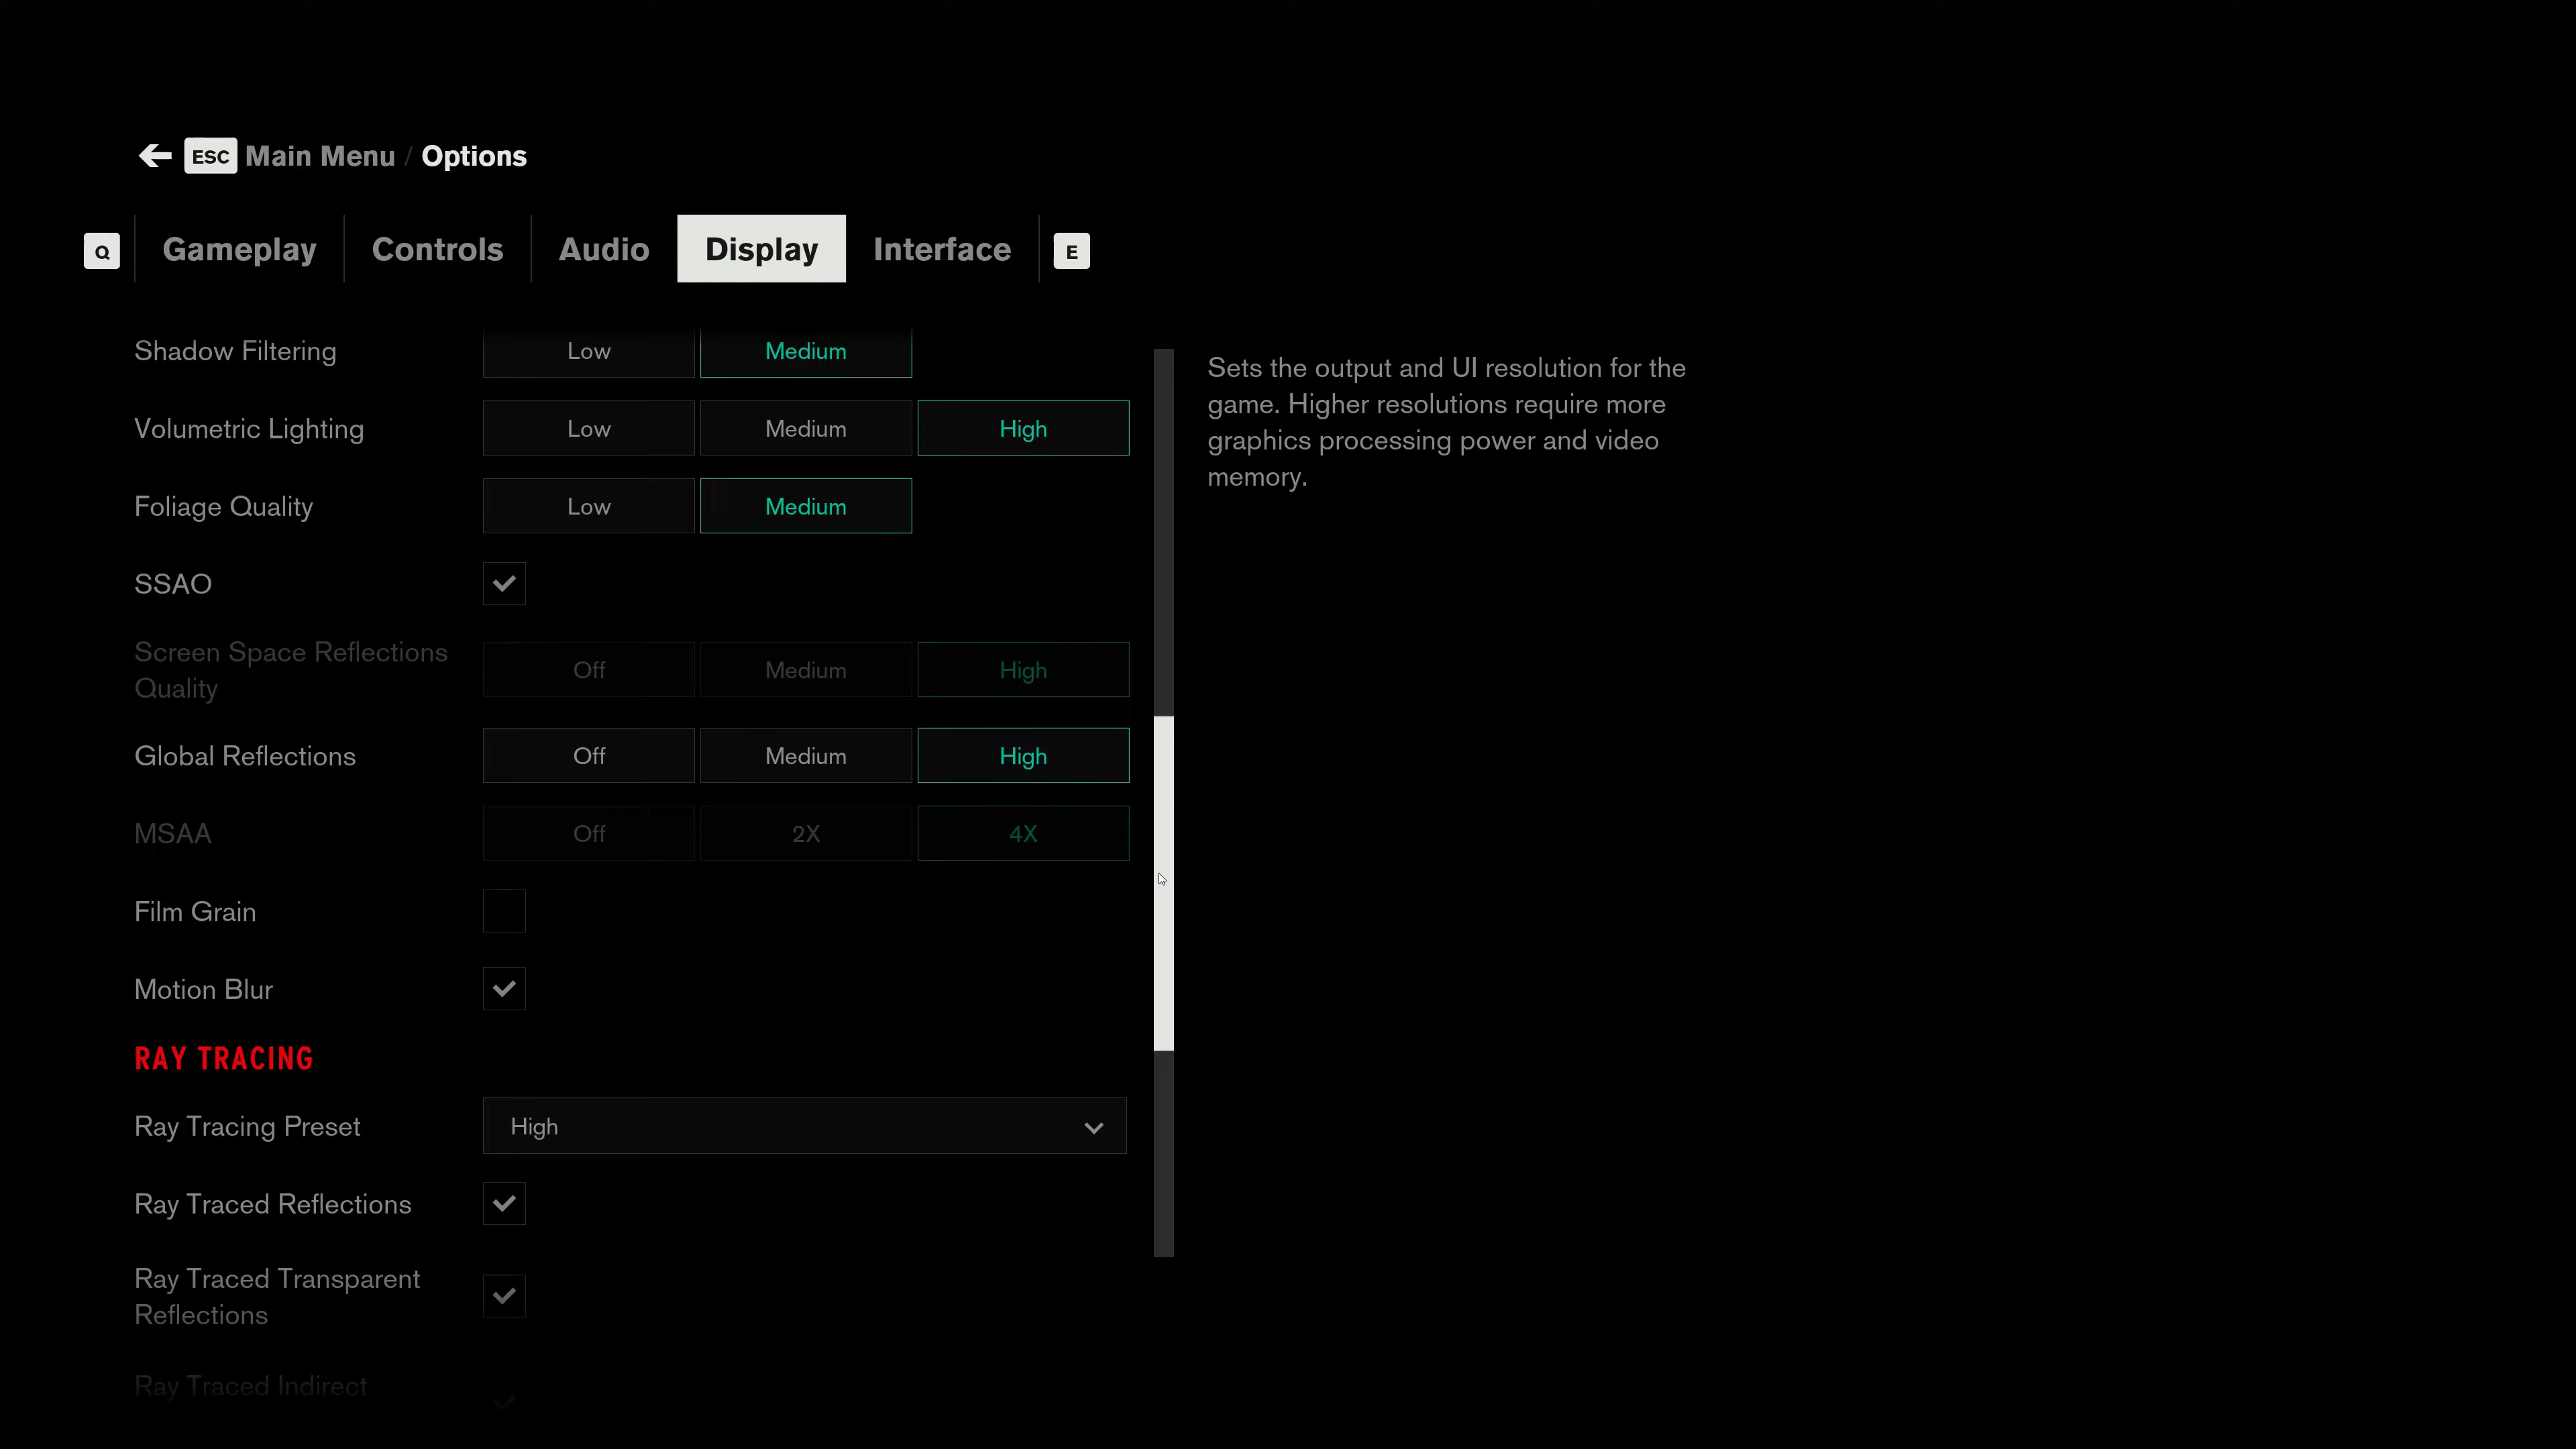 ESC Main Menu / Options
Q Gameplay Controls Audio Display Interface E
Shadow Filtering Low Medium
Volumetric Lighting Low Medium High
Foliage Quality Low Medium
SSAO
Screen Space Reflections
Quality
Off Medium High
Global Reflections Off Medium High
MSAA Off 2X 4X
Film Grain
Motion Blur
RAY TRACING
Ray Tracing Preset High
Ray Traced Reflections
Ray Traced Transparent
Reflections
Ray Traced Indirect
Sets the output and UI resolution for the
game. Higher resolutions require more
graphics processing power and video
memory.